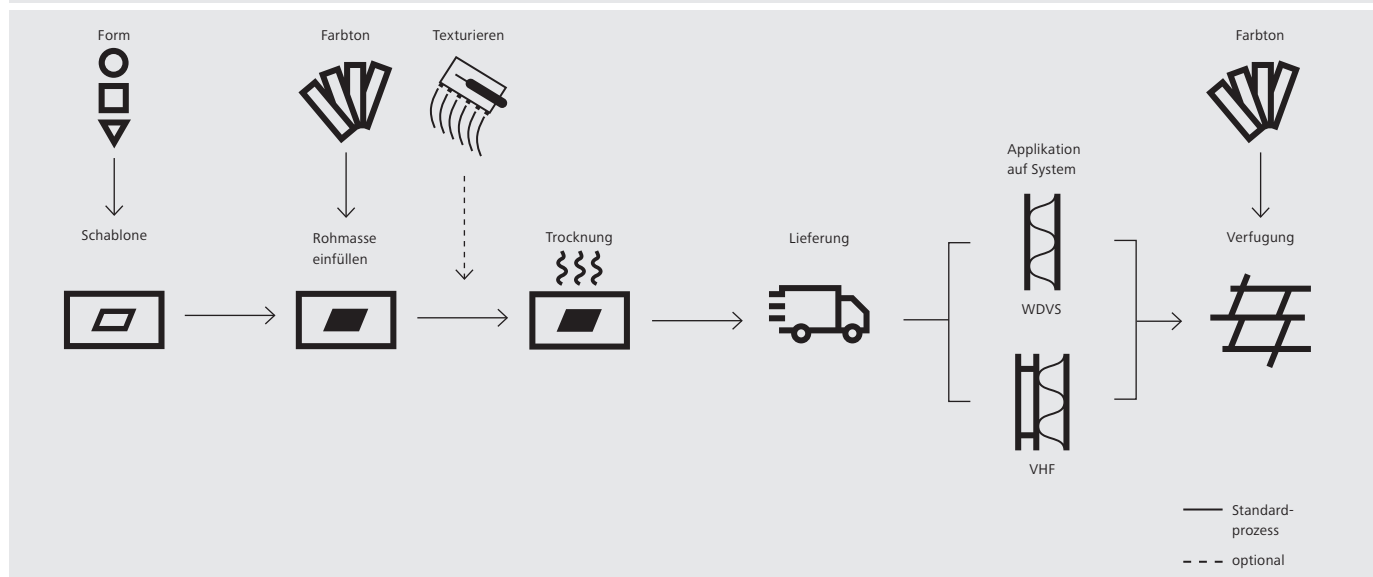 Form
Farbton
Texturieren
Farbton
Applikation
auf System
Schablone
Rohmasse
einfüllen
Trocknung
Lieferung
Verfugung
WDVS
VHF
Standard-
prozess
optional